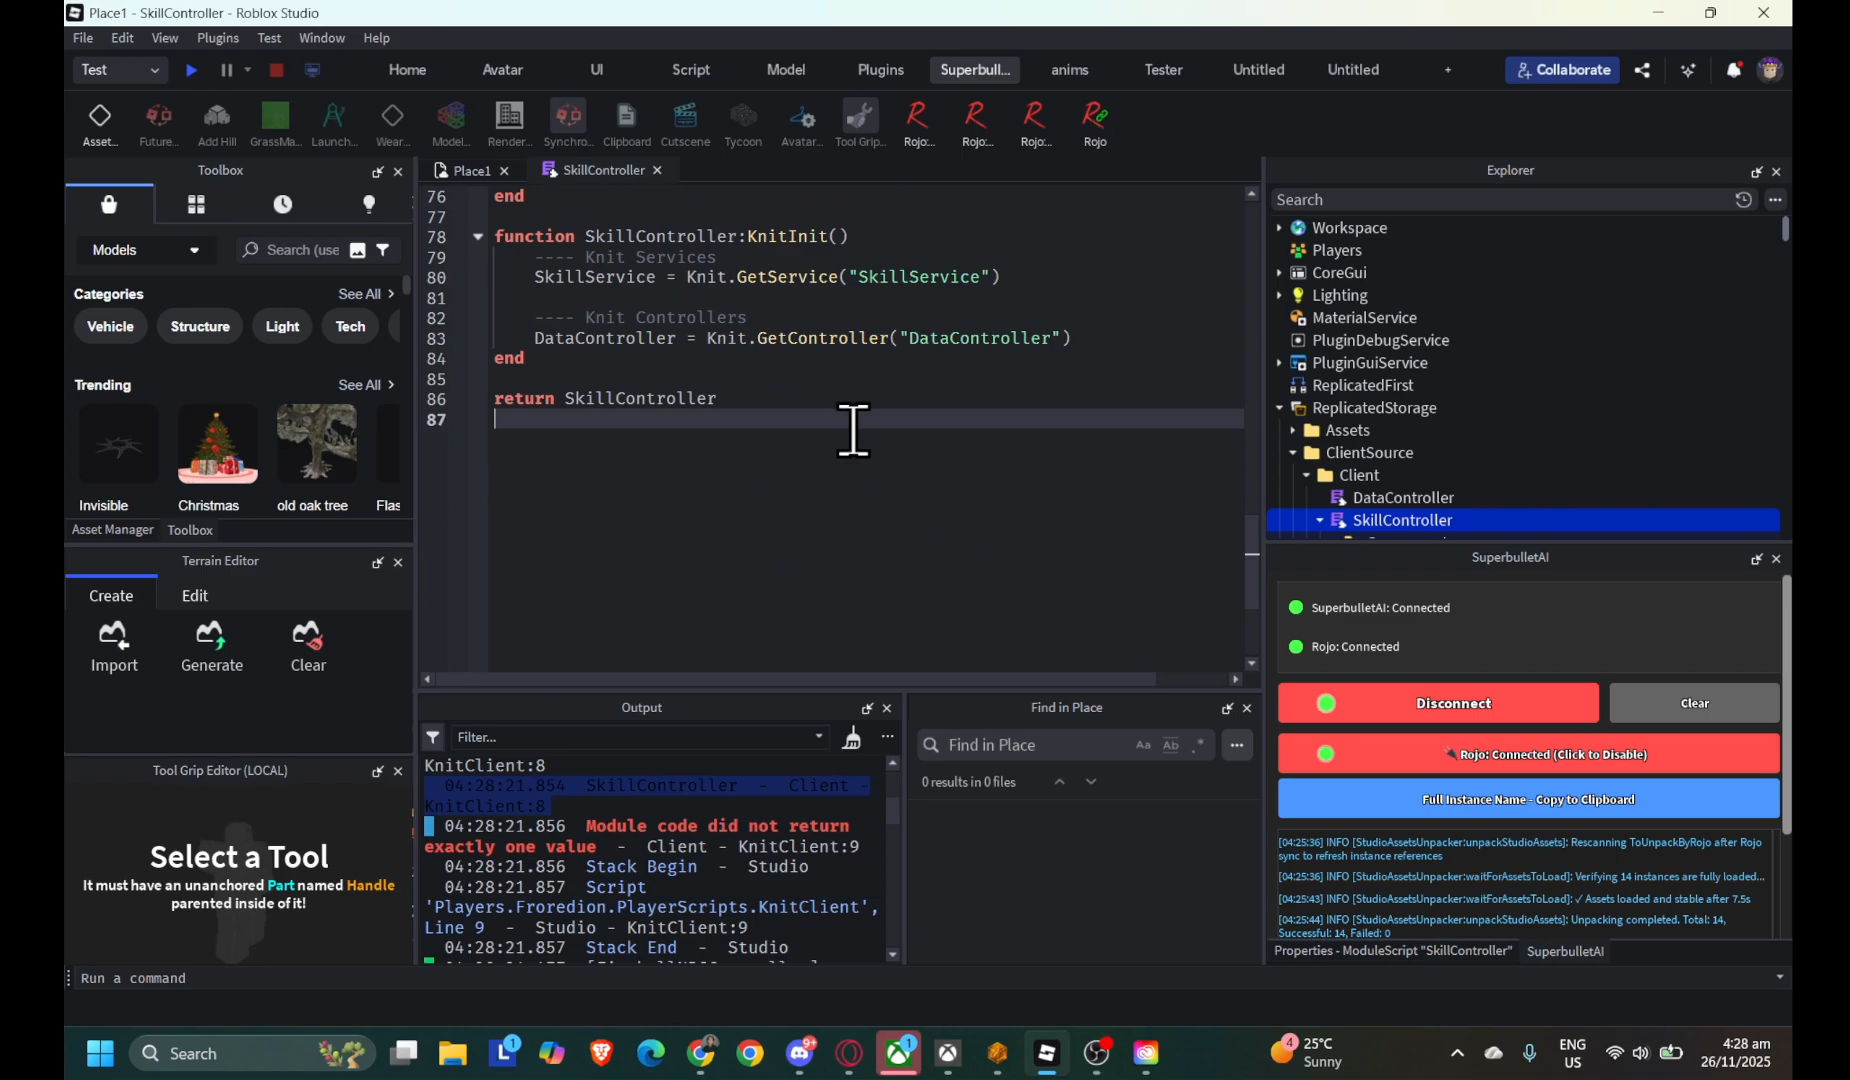 Place1 - SkillController - Roblox Studio
File Edit View Plugins Test Window Help
Test Home Avatar UI Script Model Plugins Superbull... anims Tester Untitled Untitled + Collaborate
Asset... Future... Add Hill GrassMa... Launch... Wear... Model... Render... Synchro... Clipboard Cutscene Tycoon Avatar... Tool Grip... Rojo:... Rojo:... Rojo:... Rojo
Toolbox
Models Search (use
Categories See All
Vehicle Structure Light Tech
Trending See All
Invisible Christmas old oak tree Flas
Asset Manager Toolbox
Terrain Editor
Create Edit
Import Generate Clear
Tool Grip Editor (LOCAL)
Select a Tool
It must have an unanchored Part named Handle
parented inside of it!
Place1 SkillController
76 end
77
78 function SkillController:KnitInit()
79 ---- Knit Services
80 SkillService = Knit.GetService("SkillService")
81
82 ---- Knit Controllers
83 DataController = Knit.GetController("DataController")
84 end
85
86 return SkillController
87
Output
Filter...
KnitClient:8
04:28:21.854 SkillController - Client -
KnitClient:8
04:28:21.856 Module code did not return
exactly one value - Client - KnitClient:9
04:28:21.856 Stack Begin - Studio
04:28:21.857 Script
'Players.Froredion.PlayerScripts.KnitClient',
Line 9 - Studio - KnitClient:9
04:28:21.857 Stack End - Studio
Find in Place
Find in Place Aa Ab .*
0 results in 0 files
Explorer
Search
Workspace
Players
CoreGui
Lighting
MaterialService
PluginDebugService
PluginGuiService
ReplicatedFirst
ReplicatedStorage
Assets
ClientSource
Client
DataController
SkillController
SuperbulletAI
SuperbulletAI: Connected
Rojo: Connected
Disconnect Clear
Rojo: Connected (Click to Disable)
Full Instance Name - Copy to Clipboard
[04:25:36] INFO [StudioAssetsUnpacker:unpackStudioAssets]: Rescanning ToUnpackByRojo after Rojo
sync to refresh instance references
[04:25:36] INFO [StudioAssetsUnpacker:waitForAssetsToLoad]: Verifying 14 instances are fully loaded...
[04:25:43] INFO [StudioAssetsUnpacker:waitForAssetsToLoad]: ✓ Assets loaded and stable after 7.5s
[04:25:44] INFO [StudioAssetsUnpacker:unpackStudioAssets]: Unpacking completed. Total: 14,
Successful: 14, Failed: 0
Properties - ModuleScript "SkillController" SuperbulletAI
Run a command
Search
1
9+
1
4
25°C
Sunny
ENG
US
4:28 am
26/11/2025